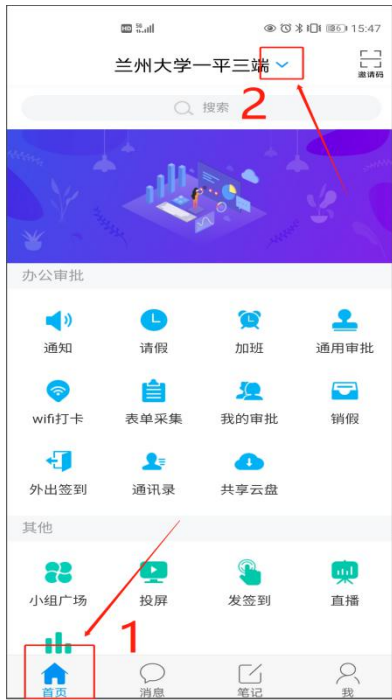 HD 5G 15:47
兰州大学一平三端
邀请码
搜索
2
办公审批
通知 请假 加班 通用审批
wifi打卡 表单采集 我的审批 销假
外出签到 通讯录 共享云盘
其他
小组广场 投屏 发签到 直播
1
首页 消息 笔记 我